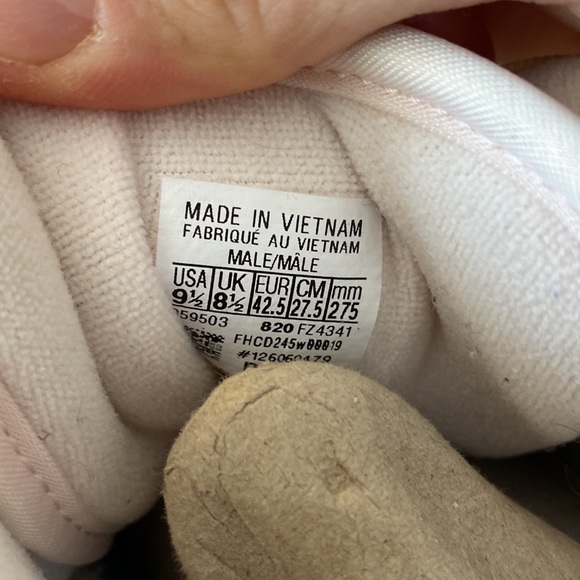 MADE IN VIETNAM
FABRIQUÉ AU VIETNAM
MALE/MÂLE
USA UK EUR CM mm
9½ 8½ 42.5 27.5 275
820 FZ4341